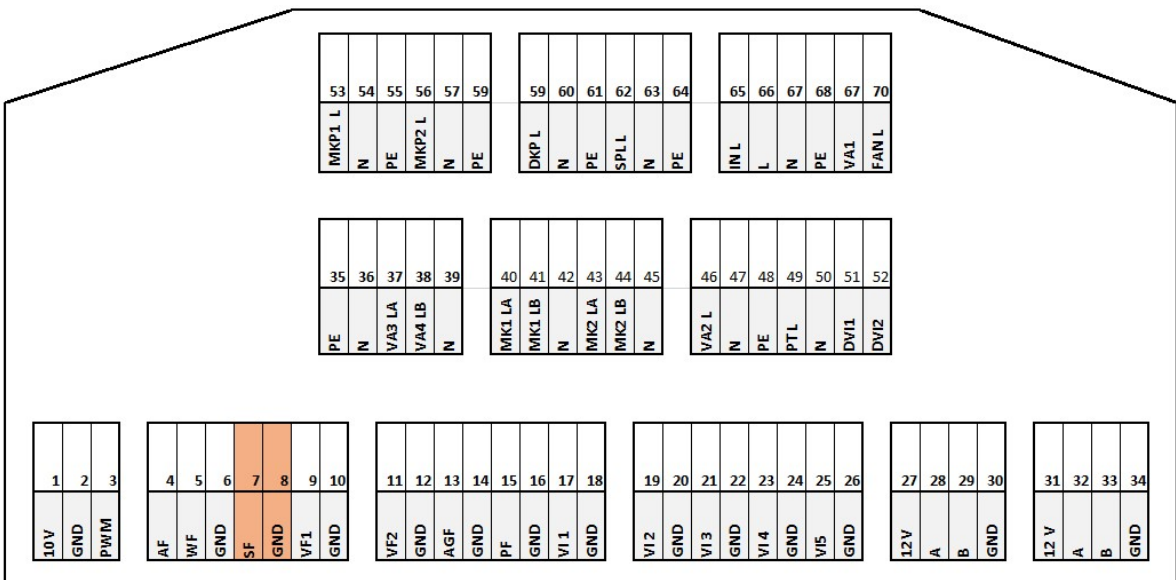 53 54 55 56 57 59 59 60 61 62 63 64 65 66 67 68 67 70
MKP1 L N PE MKP2 L N PE DKP L N PE SPL L N PE IN L L N PE VA1 FAN L
35 36 37 38 39 40 41 42 43 44 45 46 47 48 49 50 51 52
PE N VA3 LA VA4 LB N MK1 LA MK1 LB N MK2 LA MK2 LB N VA2 L N PE PT L N DVI1 DVI2
1 2 3 4 5 6 7 8 9 10 11 12 13 14 15 16 17 18 19 20 21 22 23 24 25 26 27 28 29 30 31 32 33 34
10 V GND PWM AF WF GND SF GND VF1 GND VF2 GND AGF GND PF GND VI 1 GND VI 2 GND VI 3 GND VI 4 GND VI5 GND 12 V A B GND 12 V A B GND